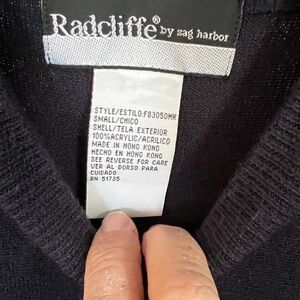 Radcliffe® by sag harbor
STYLE/ESTILO:F83050MH
SMALL/CHICO
SHELL/TELA EXTERIOR
100%ACRYLIC/ACRILICO
MADE IN HONG KONG
HECHO EN HONG KONG
SEE REVERSE FOR CARE
VER AL DORSO PARA
CUIDADO
RN 51735